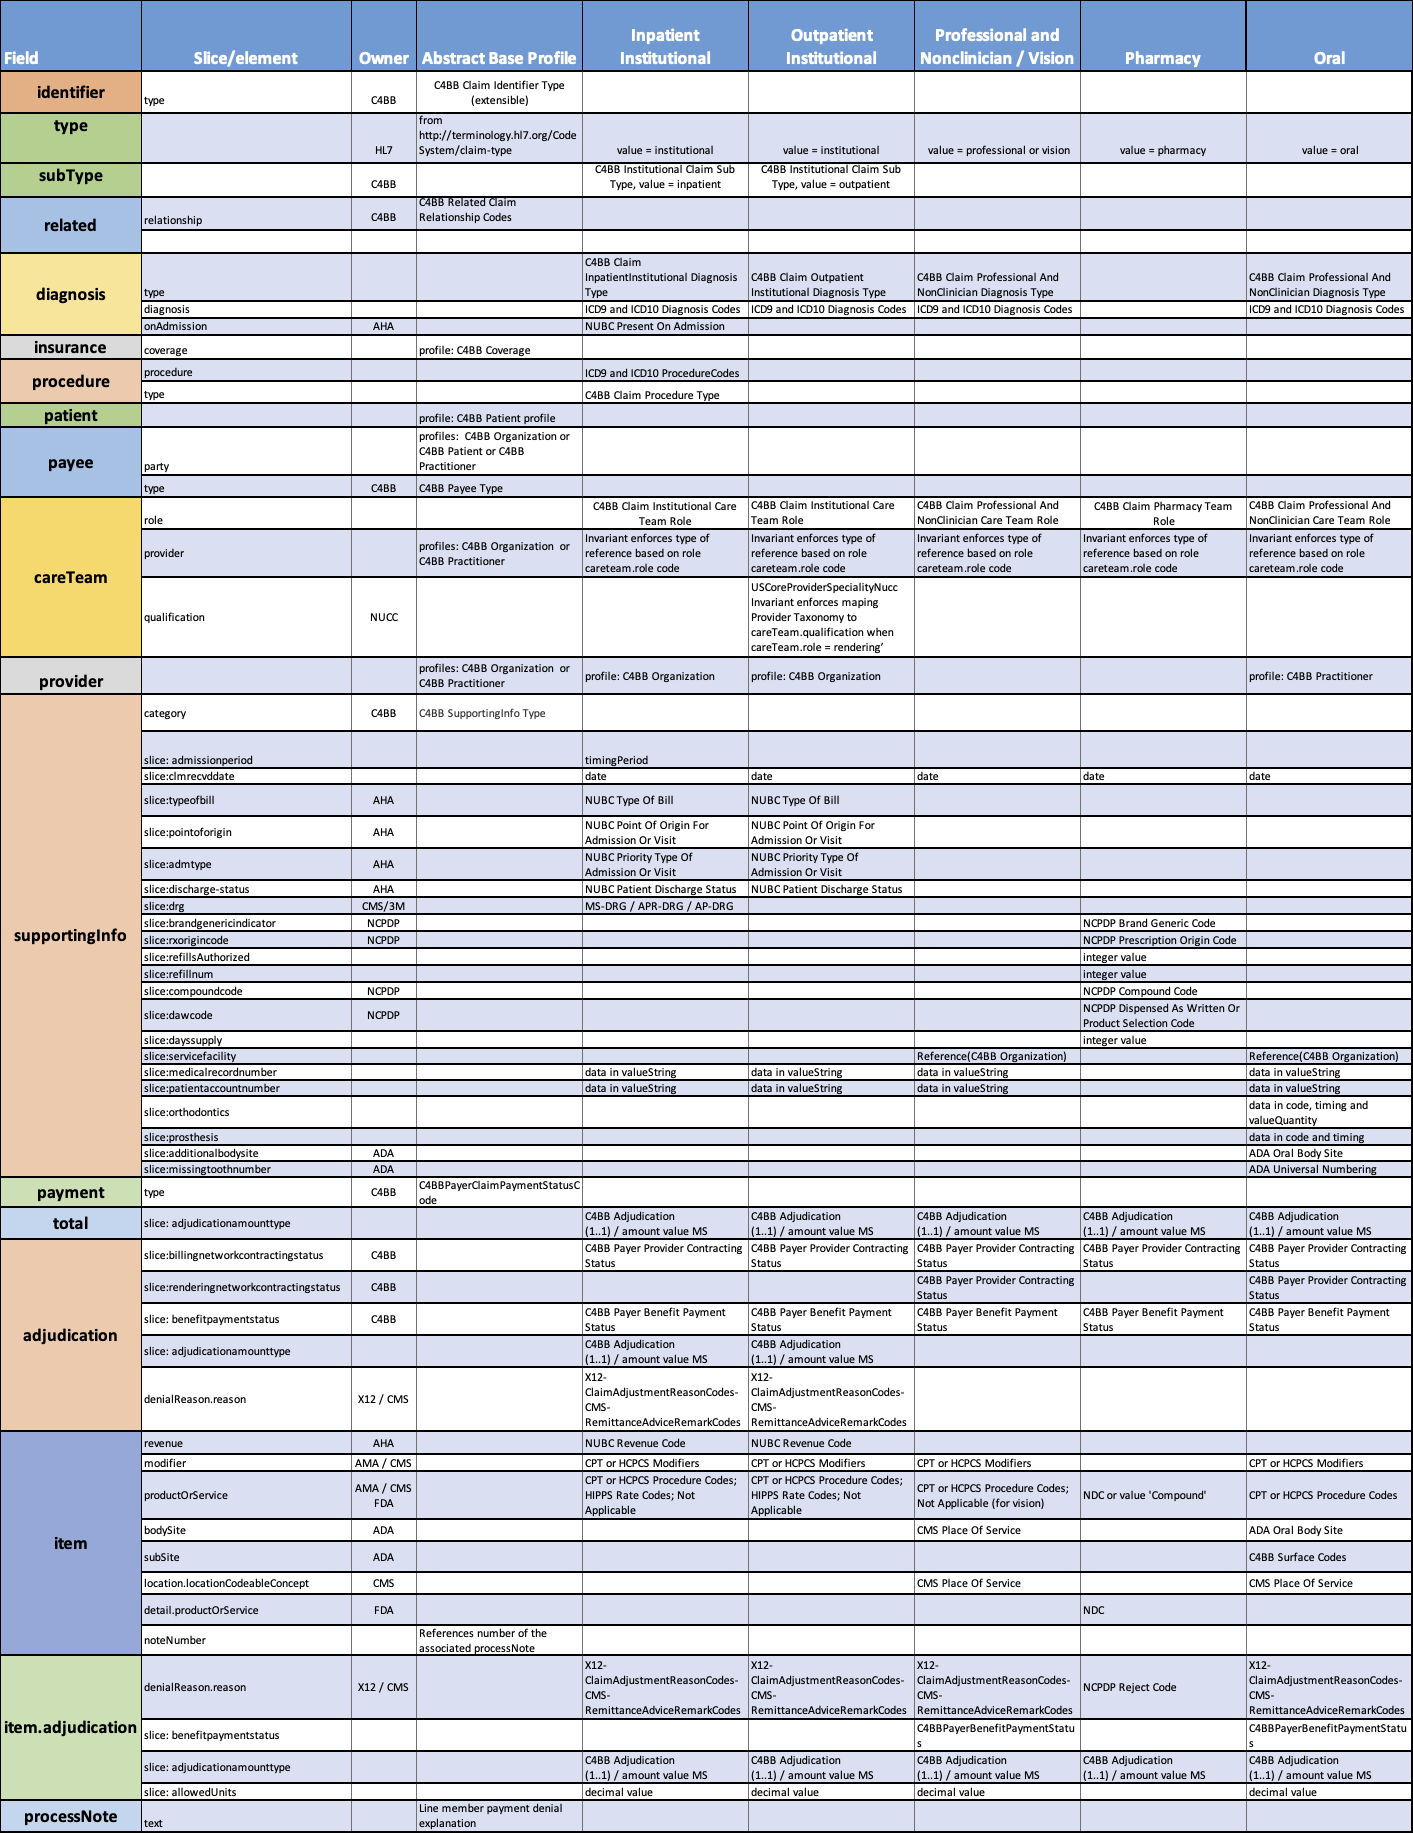 Field Slice/element Owner Abstract Base Profile Inpatient Institutional Outpatient Institutional Professional and Nonclinician / Vision Pharmacy Oral
identifier type C4BB C4BB Claim Identifier Type (extensible)
type HL7 from http://terminology.hl7.org/CodeSystem/claim-type value = institutional value = institutional value = professional or vision value = pharmacy value = oral
subType C4BB C4BB Institutional Claim Sub Type, value = inpatient C4BB Institutional Claim Sub Type, value = outpatient
related relationship C4BB C4BB Related Claim Relationship Codes
diagnosis type C4BB Claim InpatientInstitutional Diagnosis Type C4BB Claim Outpatient Institutional Diagnosis Type C4BB Claim Professional And NonClinician Diagnosis Type C4BB Claim Professional And NonClinician Diagnosis Type
diagnosis ICD9 and ICD10 Diagnosis Codes ICD9 and ICD10 Diagnosis Codes ICD9 and ICD10 Diagnosis Codes ICD9 and ICD10 Diagnosis Codes
onAdmission AHA NUBC Present On Admission
insurance coverage profile: C4BB Coverage
procedure procedure ICD9 and ICD10 ProcedureCodes
type C4BB Claim Procedure Type
patient profile: C4BB Patient profile
payee party profiles: C4BB Organization or C4BB Patient or C4BB Practitioner
type C4BB C4BB Payee Type
careTeam role C4BB Claim Institutional Care Team Role C4BB Claim Institutional Care Team Role C4BB Claim Professional And NonClinician Care Team Role C4BB Claim Pharmacy Team Role C4BB Claim Professional And NonClinician Care Team Role
provider profiles: C4BB Organization or C4BB Practitioner Invariant enforces type of reference based on role careteam.role code Invariant enforces type of reference based on role careteam.role code Invariant enforces type of reference based on role careteam.role code Invariant enforces type of reference based on role careteam.role code Invariant enforces type of reference based on role careteam.role code
qualification NUCC USCoreProviderSpecialityNucc Invariant enforces maping Provider Taxonomy to careTeam.qualification when careTeam.role = rendering’
provider profiles: C4BB Organization or C4BB Practitioner profile: C4BB Organization profile: C4BB Organization profile: C4BB Practitioner
supportingInfo category C4BB C4BB SupportingInfo Type
slice: admissionperiod timingPeriod
slice:clmrecvddate date date date date date
slice:typeofbill AHA NUBC Type Of Bill NUBC Type Of Bill
slice:pointoforigin AHA NUBC Point Of Origin For Admission Or Visit NUBC Point Of Origin For Admission Or Visit
slice:admtype AHA NUBC Priority Type Of Admission Or Visit NUBC Priority Type Of Admission Or Visit
slice:discharge-status AHA NUBC Patient Discharge Status NUBC Patient Discharge Status
slice:drg CMS/3M MS-DRG / APR-DRG / AP-DRG
slice:brandgenericindicator NCPDP NCPDP Brand Generic Code
slice:rxorigincode NCPDP NCPDP Prescription Origin Code
slice:refillsAuthorized integer value
slice:refillnum integer value
slice:compoundcode NCPDP NCPDP Compound Code
slice:dawcode NCPDP NCPDP Dispensed As Written Or Product Selection Code
slice:dayssupply integer value
slice:servicefacility Reference(C4BB Organization) Reference(C4BB Organization)
slice:medicalrecordnumber data in valueString data in valueString data in valueString data in valueString
slice:patientaccountnumber data in valueString data in valueString data in valueString data in valueString
slice:orthodontics data in code, timing and valueQuantity
slice:prosthesis data in code and timing
slice:additionalbodysite ADA ADA Oral Body Site
slice:missingtoothnumber ADA ADA Universal Numbering
payment type C4BB C4BBPayerClaimPaymentStatusCode
total slice: adjudicationamounttype C4BB Adjudication (1..1) / amount value MS C4BB Adjudication (1..1) / amount value MS C4BB Adjudication (1..1) / amount value MS C4BB Adjudication (1..1) / amount value MS C4BB Adjudication (1..1) / amount value MS
adjudication slice:billingnetworkcontractingstatus C4BB C4BB Payer Provider Contracting Status C4BB Payer Provider Contracting Status C4BB Payer Provider Contracting Status C4BB Payer Provider Contracting Status C4BB Payer Provider Contracting Status
slice:renderingnetworkcontractingstatus C4BB C4BB Payer Provider Contracting Status C4BB Payer Provider Contracting Status
slice: benefitpaymentstatus C4BB C4BB Payer Benefit Payment Status C4BB Payer Benefit Payment Status C4BB Payer Benefit Payment Status C4BB Payer Benefit Payment Status C4BB Payer Benefit Payment Status
slice: adjudicationamounttype C4BB Adjudication (1..1) / amount value MS C4BB Adjudication (1..1) / amount value MS
denialReason.reason X12 / CMS X12-ClaimAdjustmentReasonCodes-CMS-RemittanceAdviceRemarkCodes X12-ClaimAdjustmentReasonCodes-CMS-RemittanceAdviceRemarkCodes
item revenue AHA NUBC Revenue Code NUBC Revenue Code
modifier AMA / CMS CPT or HCPCS Modifiers CPT or HCPCS Modifiers CPT or HCPCS Modifiers CPT or HCPCS Modifiers
productOrService AMA / CMS FDA CPT or HCPCS Procedure Codes; HIPPS Rate Codes; Not Applicable CPT or HCPCS Procedure Codes; HIPPS Rate Codes; Not Applicable CPT or HCPCS Procedure Codes; Not Applicable (for vision) NDC or value 'Compound' CPT or HCPCS Procedure Codes
bodySite ADA CMS Place Of Service ADA Oral Body Site
subSite ADA C4BB Surface Codes
location.locationCodeableConcept CMS CMS Place Of Service CMS Place Of Service
detail.productOrService FDA NDC
noteNumber References number of the associated processNote
item.adjudication denialReason.reason X12 / CMS X12-ClaimAdjustmentReasonCodes-CMS-RemittanceAdviceRemarkCodes X12-ClaimAdjustmentReasonCodes-CMS-RemittanceAdviceRemarkCodes X12-ClaimAdjustmentReasonCodes-CMS-RemittanceAdviceRemarkCodes NCPDP Reject Code X12-ClaimAdjustmentReasonCodes-CMS-RemittanceAdviceRemarkCodes
slice: benefitpaymentstatus C4BBPayerBenefitPaymentStatus C4BBPayerBenefitPaymentStatus
slice: adjudicationamounttype C4BB Adjudication (1..1) / amount value MS C4BB Adjudication (1..1) / amount value MS C4BB Adjudication (1..1) / amount value MS C4BB Adjudication (1..1) / amount value MS C4BB Adjudication (1..1) / amount value MS
slice: allowedUnits decimal value decimal value decimal value decimal value
processNote text Line member payment denial explanation